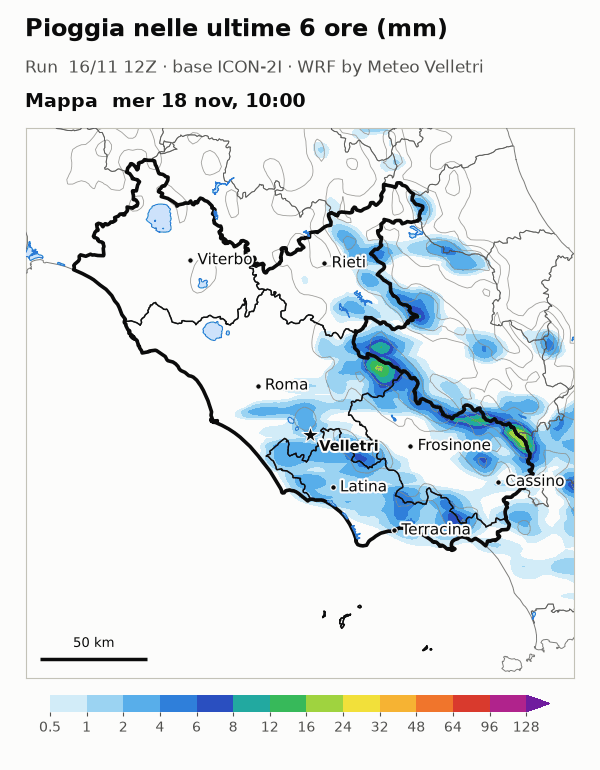 Pioggia nelle ultime 6 ore (mm)
Run  16/11 12Z · base ICON-2I · WRF by Meteo Velletri
Mappa  mer 18 nov, 10:00
Viterbo
Rieti
Roma
Velletri
Frosinone
Cassino
Latina
Terracina
50 km
0.5 1 2 4 6 8 12 16 24 32 48 64 96 128